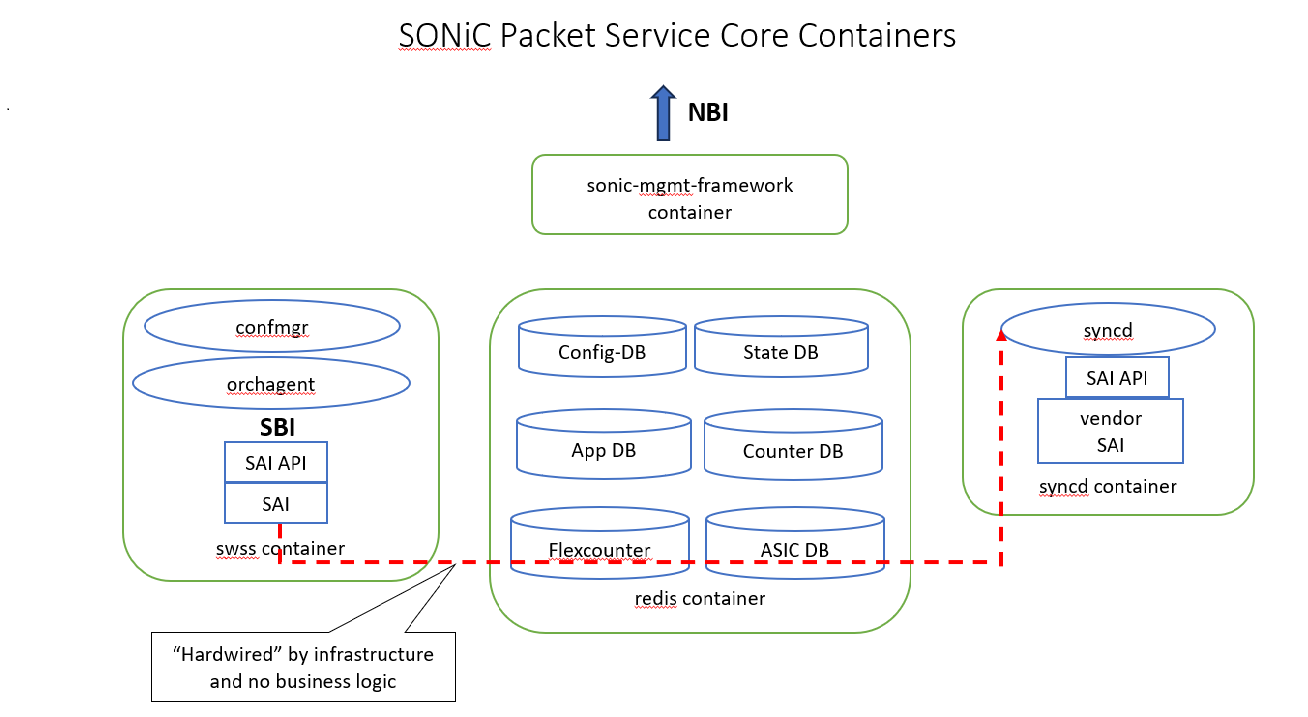 SONiC Packet Service Core Containers
NBI
sonic-mgmt-framework
container
confmgr
orchagent
SBI
SAI API
SAI
swss container
Config-DB
State DB
App DB
Counter DB
Flexcounter
ASIC DB
redis container
syncd
SAI API
vendor
SAI
syncd container
“Hardwired” by infrastructure
and no business logic